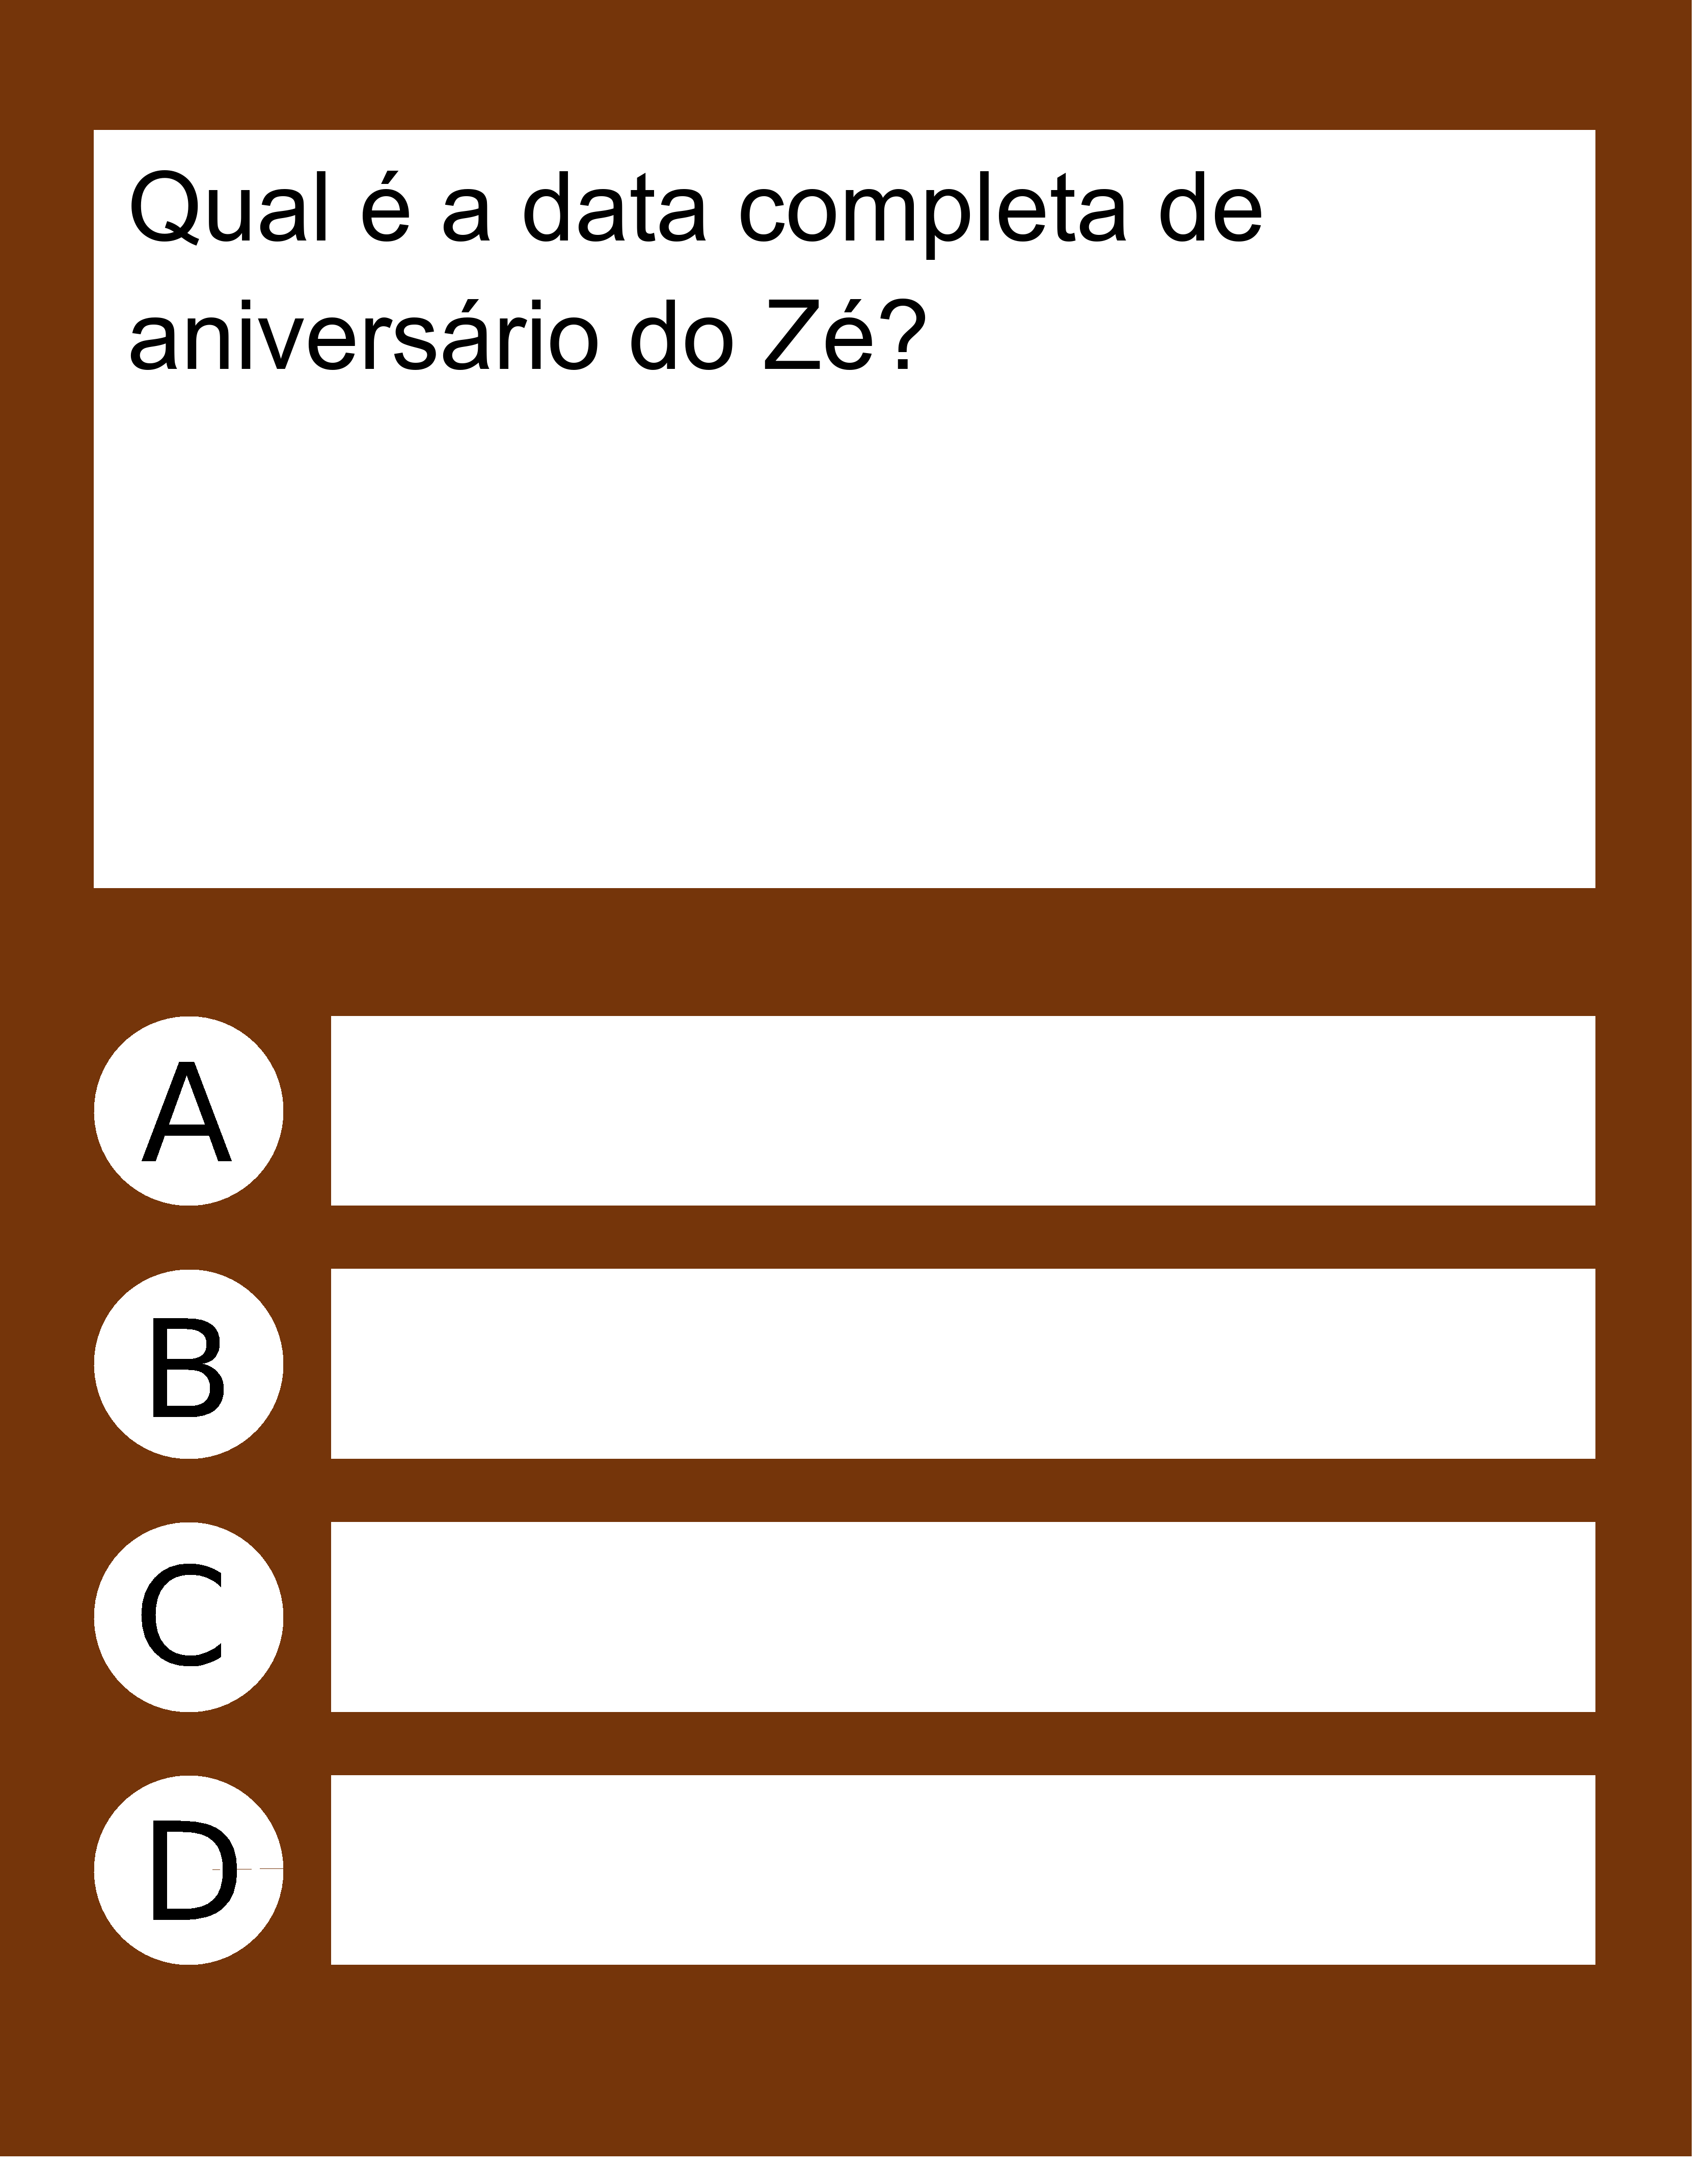 Qual é a data completa de
aniversário do Zé?
A
B
C
D